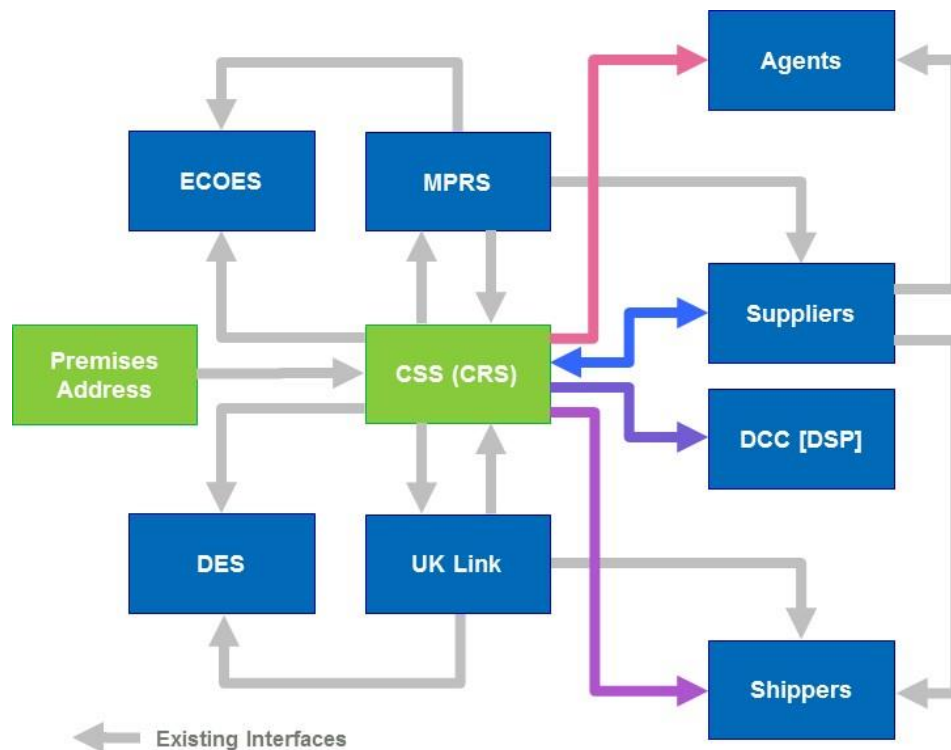 Agents
ECOES
MPRS
Suppliers
Premises
Address
CSS (CRS)
DCC [DSP]
DES
UK Link
Shippers
Existing Interfaces